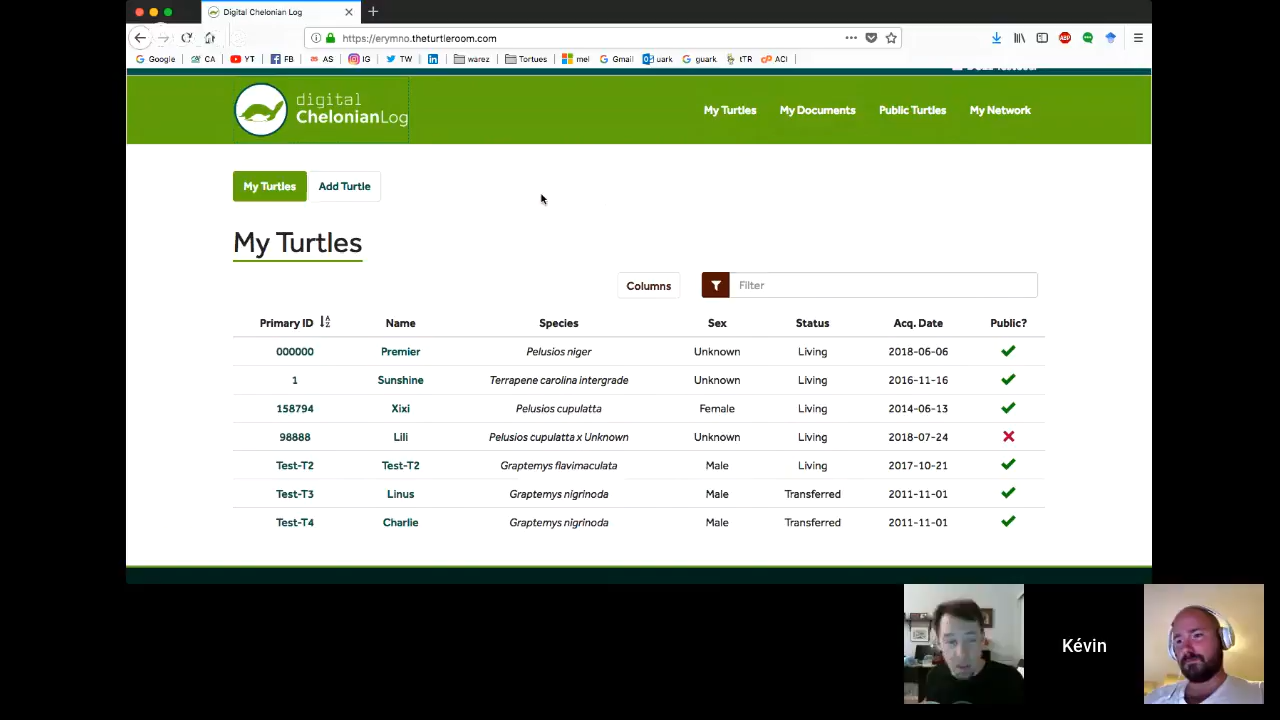 Digital Chelonian Log
https://erymno.theturtleroom.com
Google CA YT FB AS IG TW warez Tortues mel Gmail uark guark tTR ACI
digital
ChelonianLog
My Turtles My Documents Public Turtles My Network
My Turtles Add Turtle
My Turtles
Columns Filter
Primary ID Name Species Sex Status Acq. Date Public?
000000 Premier Pelusios niger Unknown Living 2018-06-06
1 Sunshine Terrapene carolina intergrade Unknown Living 2016-11-16
158794 Xixi Pelusios cupulatta Female Living 2014-06-13
98888 Lili Pelusios cupulatta x Unknown Unknown Living 2018-07-24
Test-T2 Test-T2 Graptemys flavimaculata Male Living 2017-10-21
Test-T3 Linus Graptemys nigrinoda Male Transferred 2011-11-01
Test-T4 Charlie Graptemys nigrinoda Male Transferred 2011-11-01
Kévin